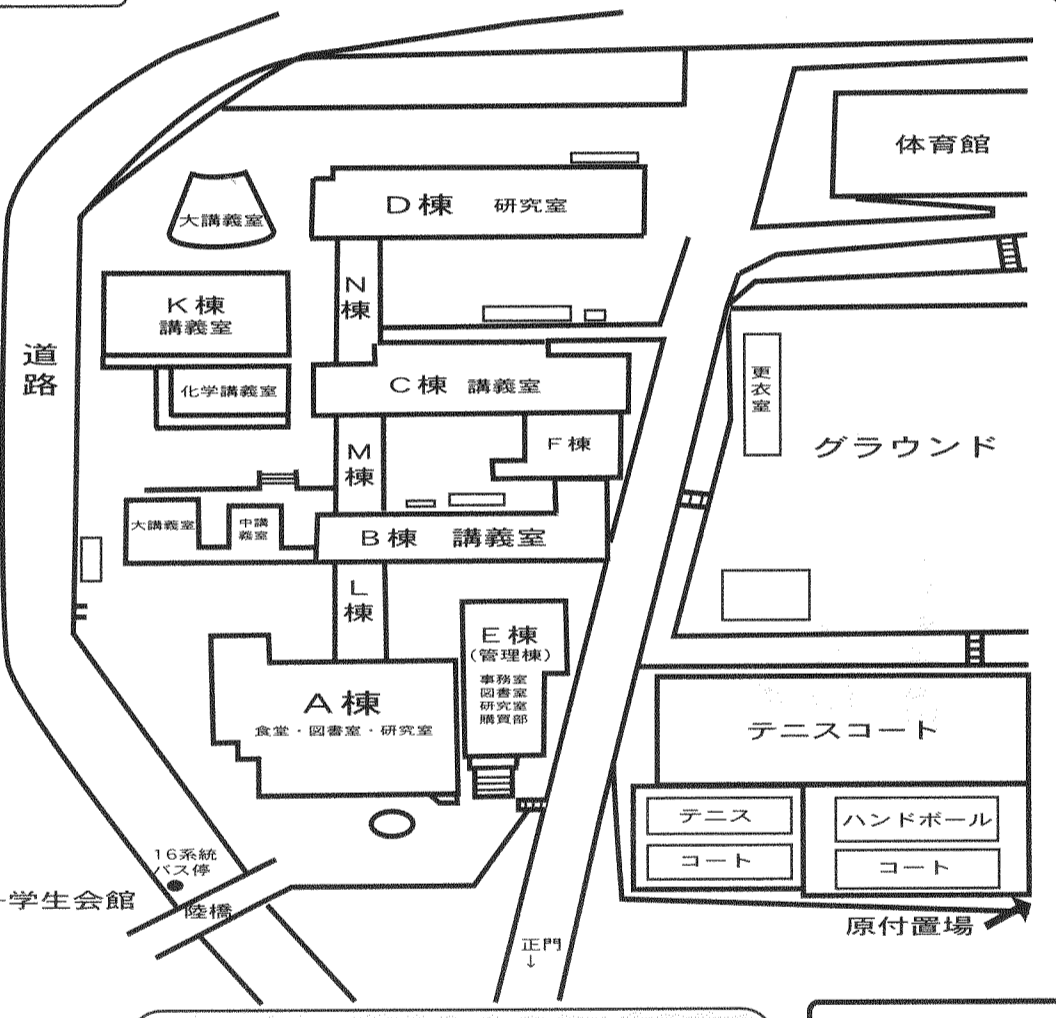 体育館
D棟 研究室
大講義室
N棟
K棟
講義室
道路
化学講義室
C棟 講義室
更衣室
グラウンド
F棟
M棟
大講義室
中講
義室
B棟 講義室
L棟
E棟
(管理棟)
事務室
図書室
研究室
購買部
A棟
食堂・図書室・研究室
テニスコート
テニス
コート
ハンドボール
コート
16系統
バス停
学生会館
陸橋
原付置場
正門
↓